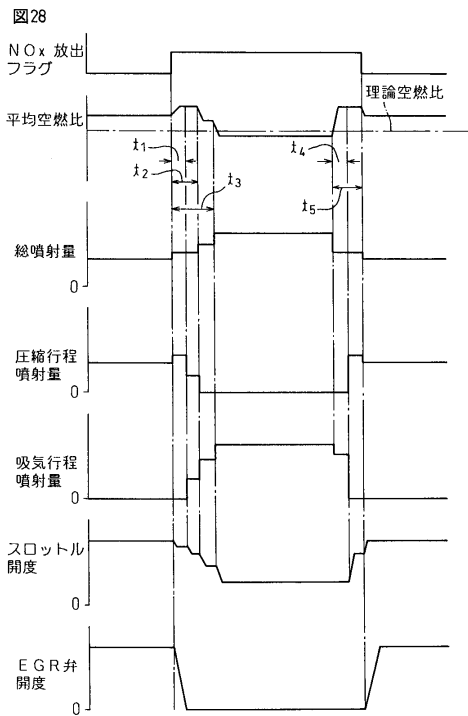 図28
NOx 放出
フラグ
理論空燃比
平均空燃比
t1
t2
t3
t4
t5
総噴射量
0
圧縮行程
噴射量
0
吸気行程
噴射量
0
スロットル
開度
0
EGR弁
開度
0